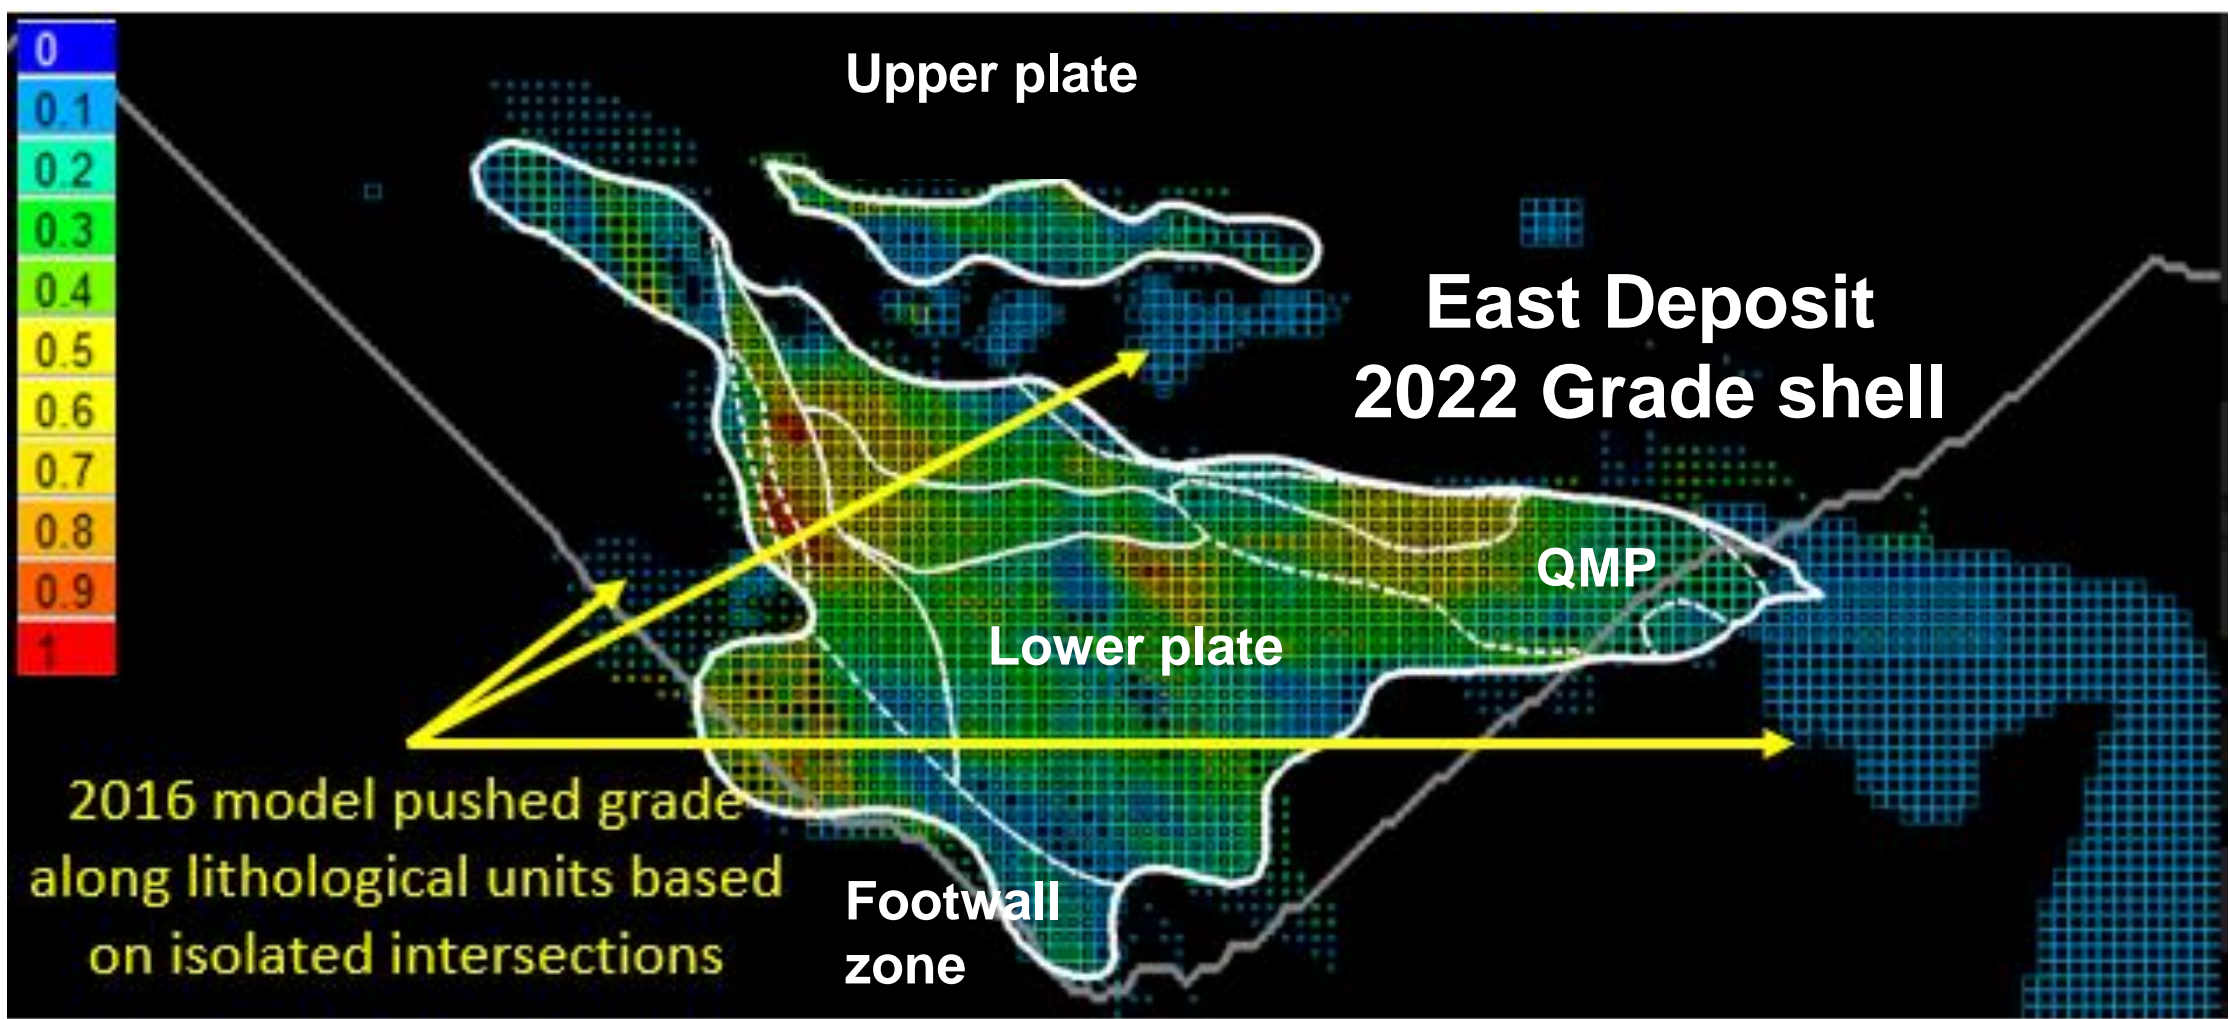 0
0.1
0.2
0.3
0.4
0.5
0.6
0.7
0.8
0.9
1
Upper plate
East Deposit
2022 Grade shell
QMP
Lower plate
2016 model pushed grade
along lithological units based
on isolated intersections
Footwall
zone